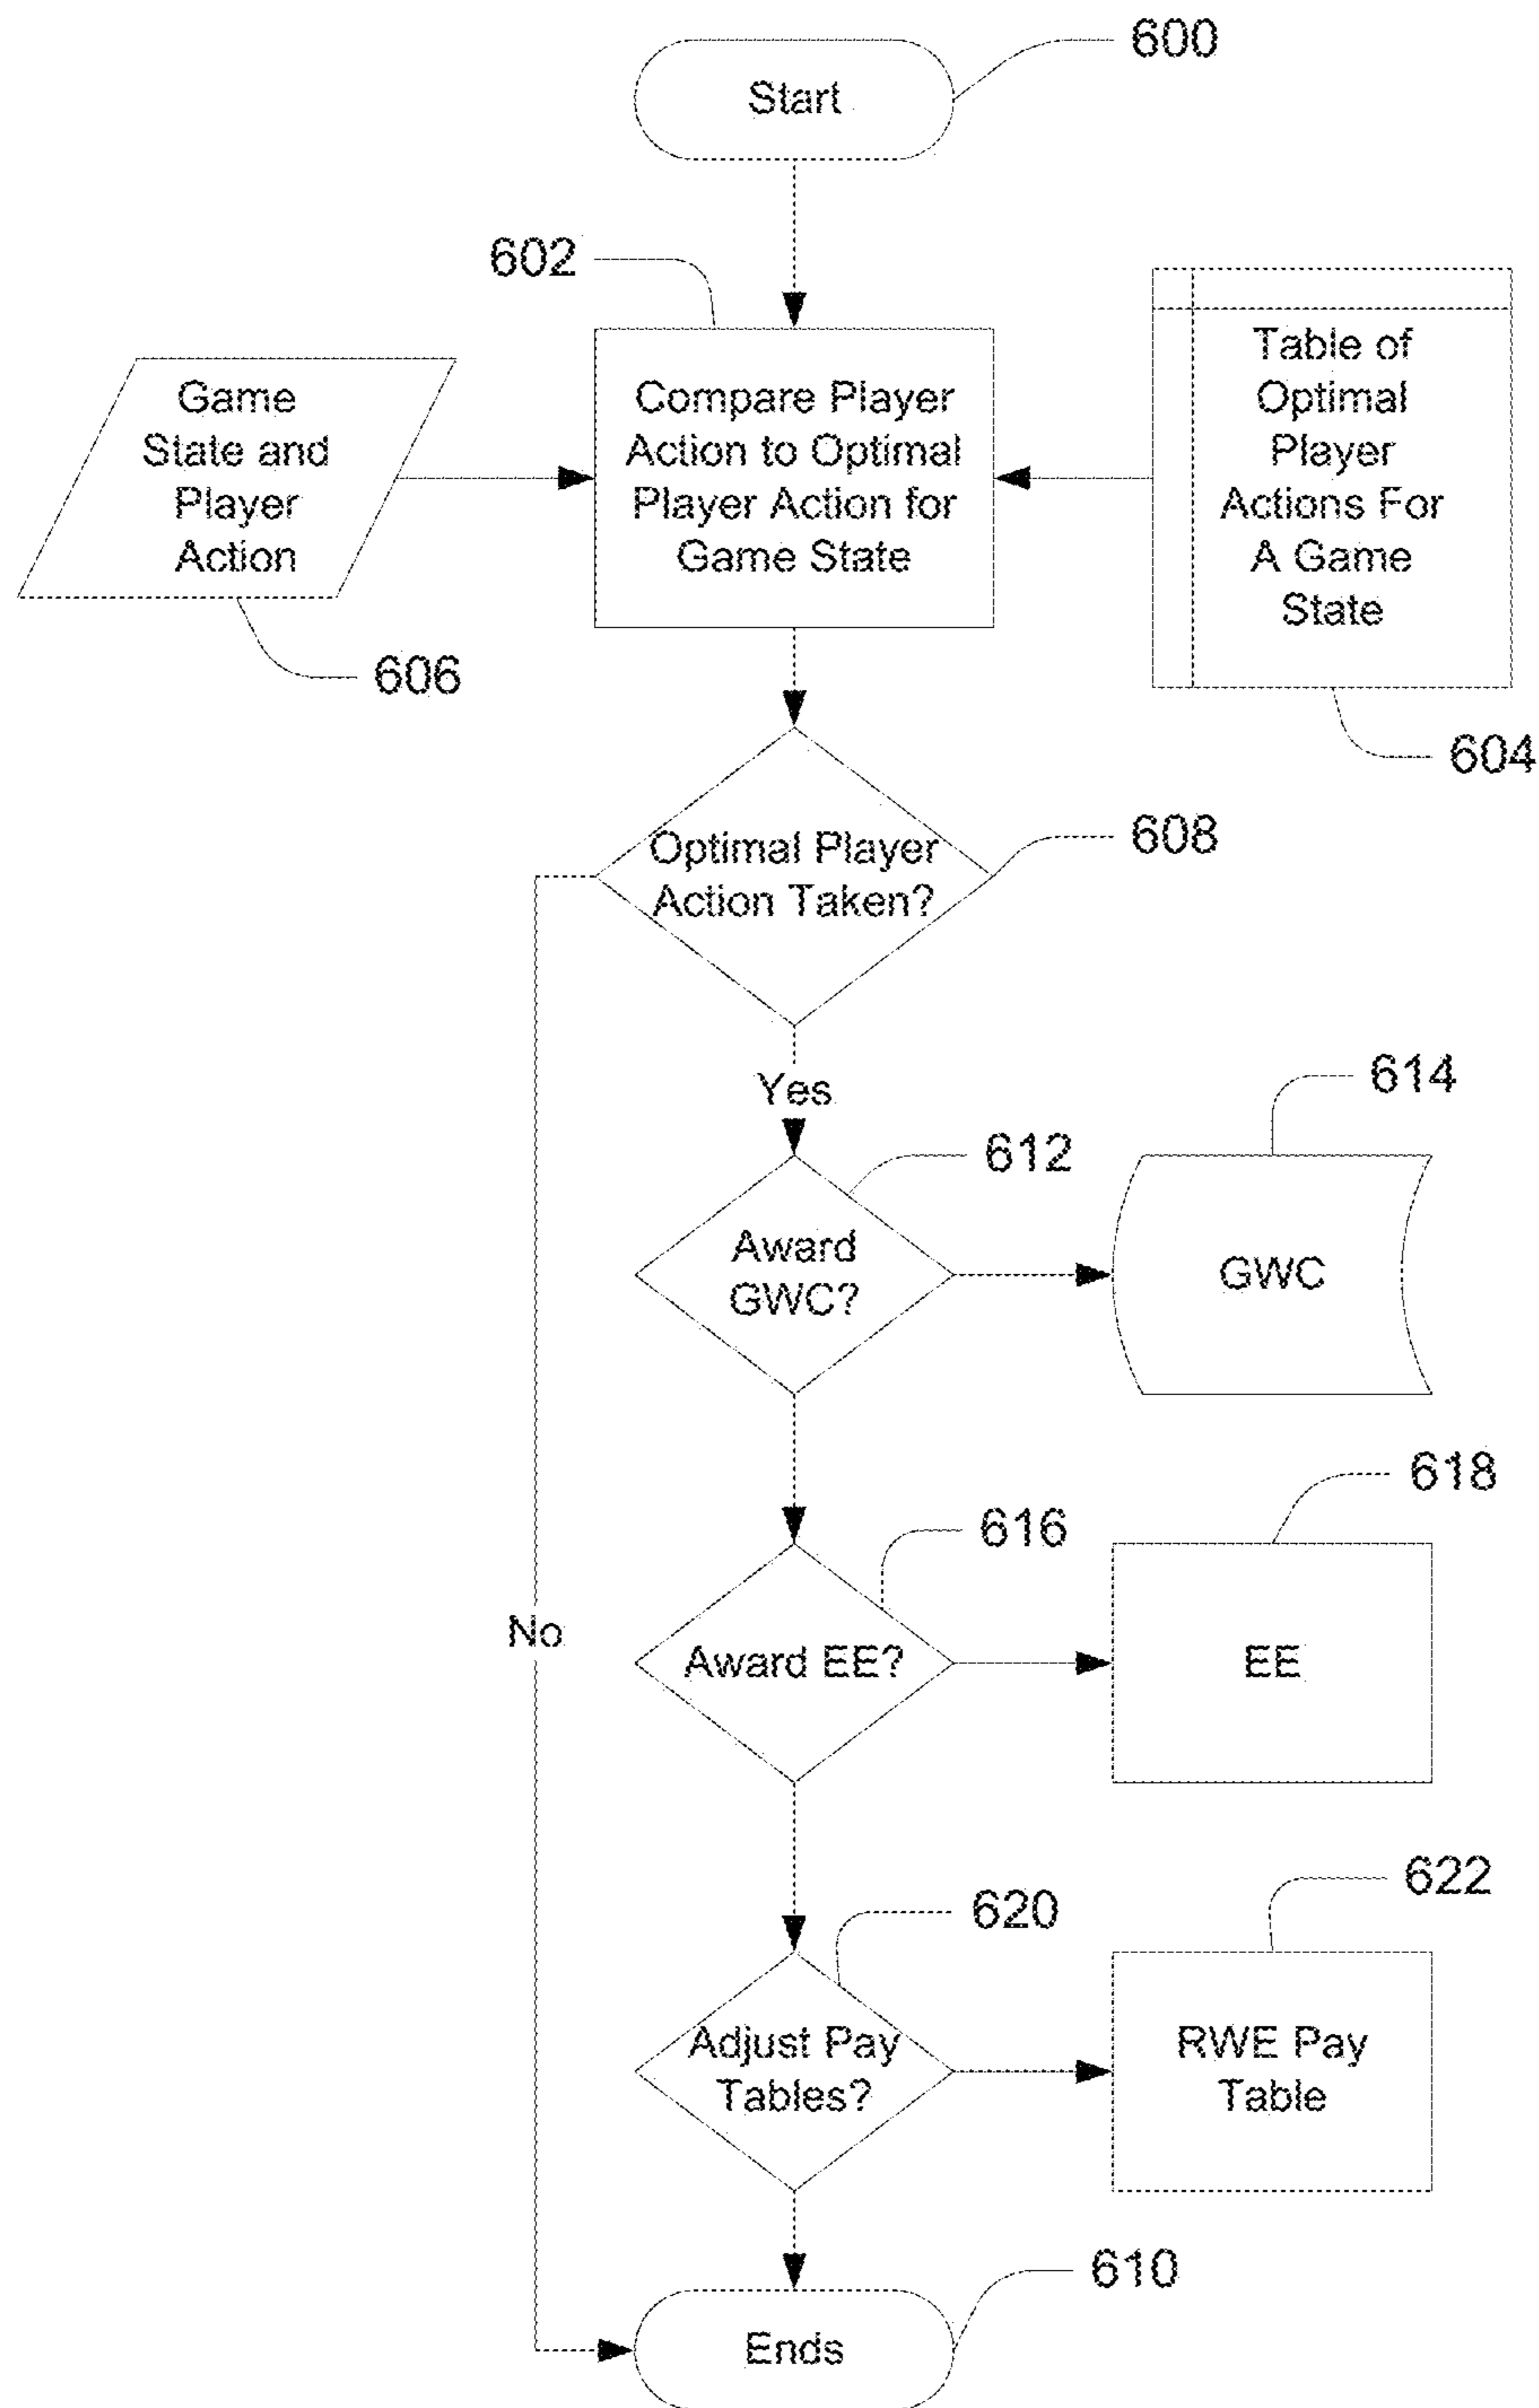 600
Start
602
Game
State and
Player
Action
606
Compare Player
Action to Optimal
Player Action for
Game State
Table of
Optimal
Player
Actions For
A Game
State
604
Optimal Player
Action Taken?
608
Yes
No
612
Award
GWC?
614
GWC
616
Award EE?
618
EE
620
Adjust Pay
Tables?
622
RWE Pay
Table
610
Ends